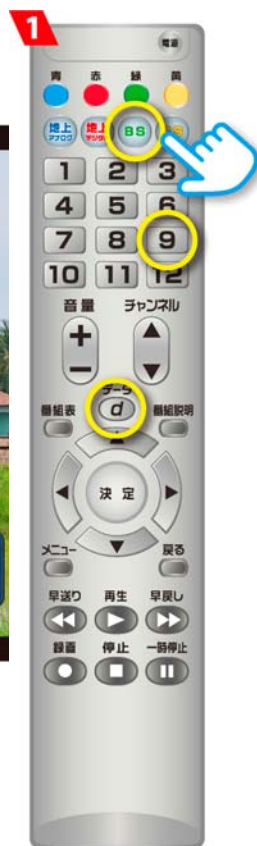 1
電源
青 赤 緑 黄
地上アナログ 地上デジタル BS
1 2 3
4 5 6
7 8 9
10 11 12
音量 チャンネル
+
−
データ
d
番組表 番組説明
決定
メニュー 戻る
早送り 再生 早戻し
録画 停止 一時停止